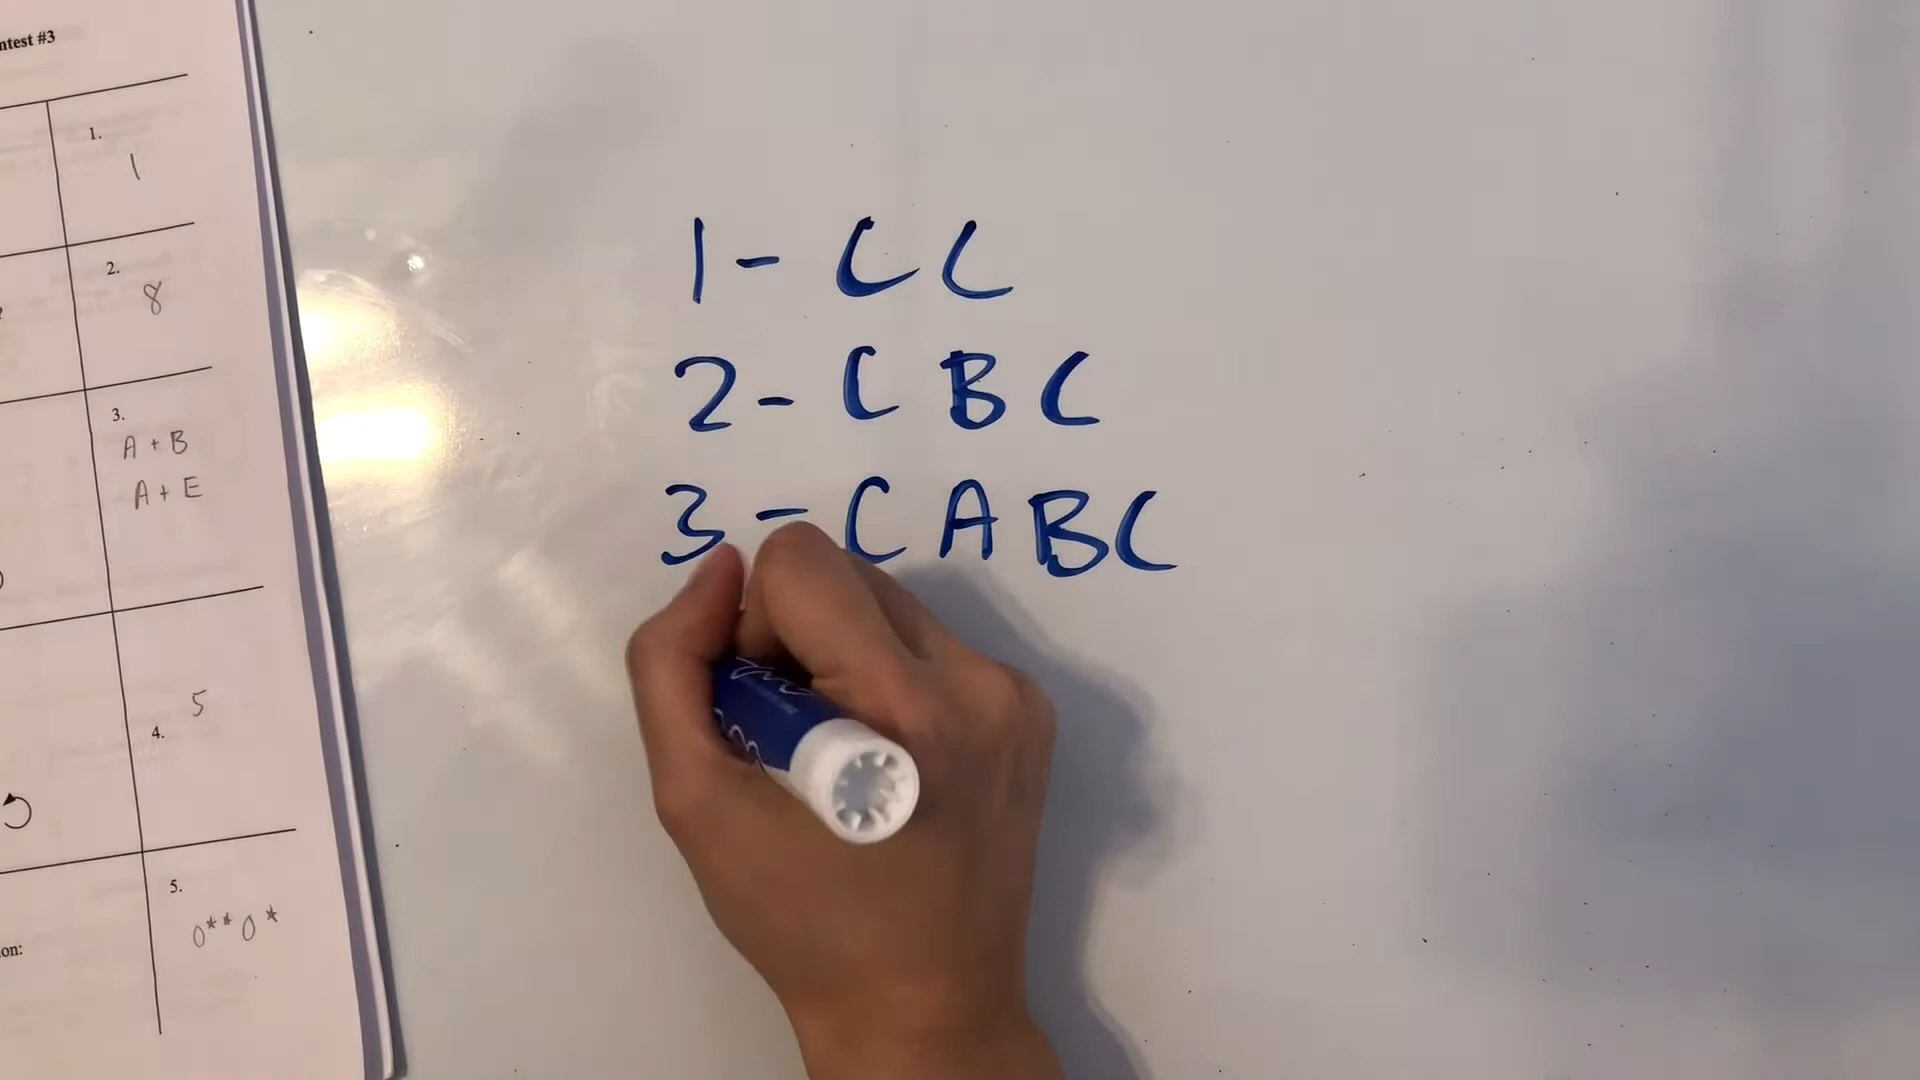 ntest #3
1.
1
2.
8
3.
A + B
A + E
5
4.
5.
0**0*
on:
1 - C C
2 - C B C
3 - C A B C